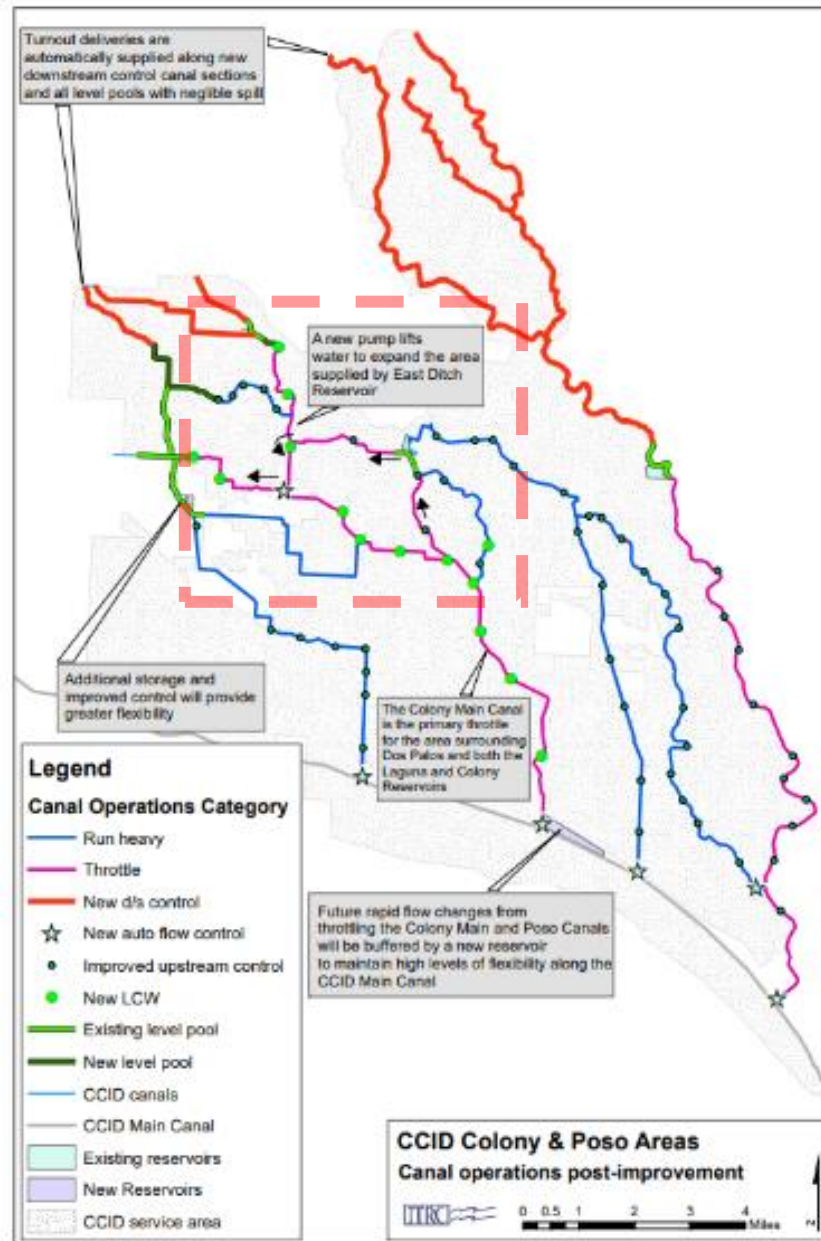 Turnout deliveries are
automatically supplied along new
downstream control canal sections
and all level pools with neglible spill
A new pump lifts
water to expand the area
supplied by East Ditch
Reservoir
Additional storage and
improved control will provide
greater flexibility
The Colony Main Canal
is the primary throttle
for the area surrounding
Dos Palos and both the
Laguna and Colony
Reservoirs
Future rapid flow changes from
throttling the Colony Main and Poso Canals
will be buffered by a new reservoir
to maintain high levels of flexibility along the
CCID Main Canal
Legend
Canal Operations Category
Run heavy
Throttle
New d/s control
New auto flow control
Improved upstream control
New LCW
Existing level pool
New level pool
CCID canals
CCID Main Canal
Existing reservoirs
New Reservoirs
CCID service area
CCID Colony & Poso Areas
Canal operations post-improvement
ITRC
0 0.5 1 2 3 4
Miles
N